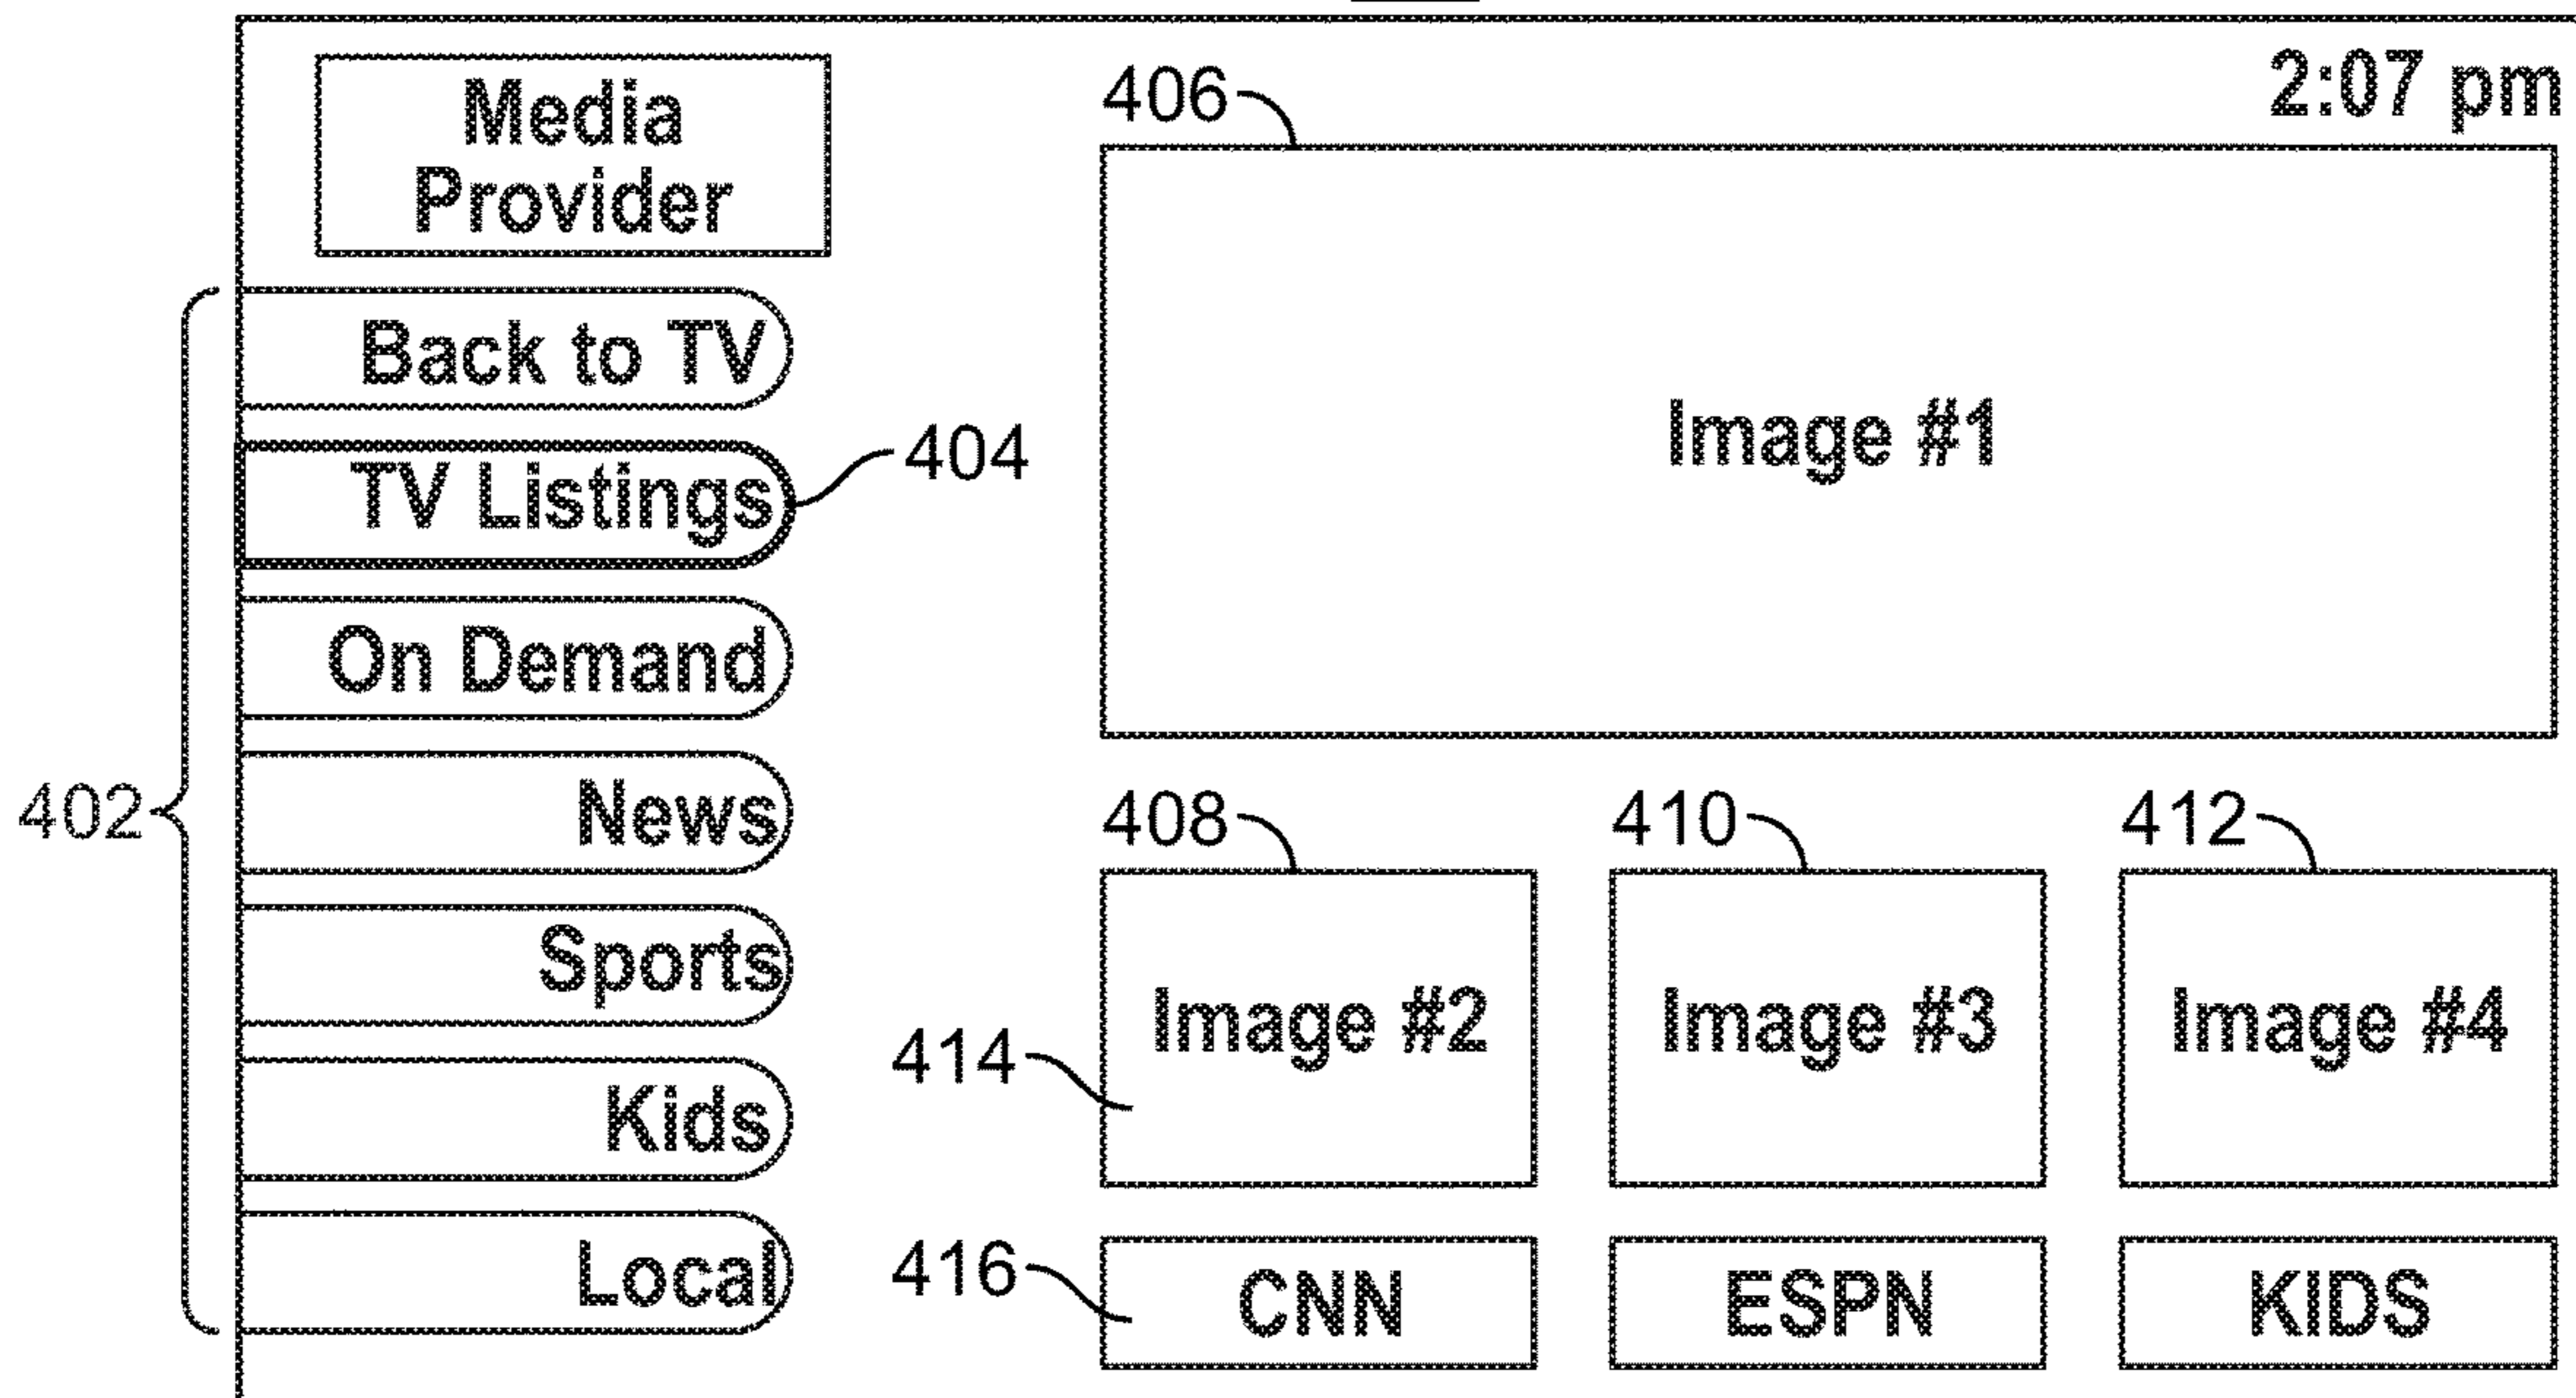 Media
Provider
2:07 pm
406
Back to TV
TV Listings
404
On Demand
News
Sports
Kids
Local
402
Image #1
408
410
412
Image #2
Image #3
Image #4
414
416
CNN
ESPN
KIDS